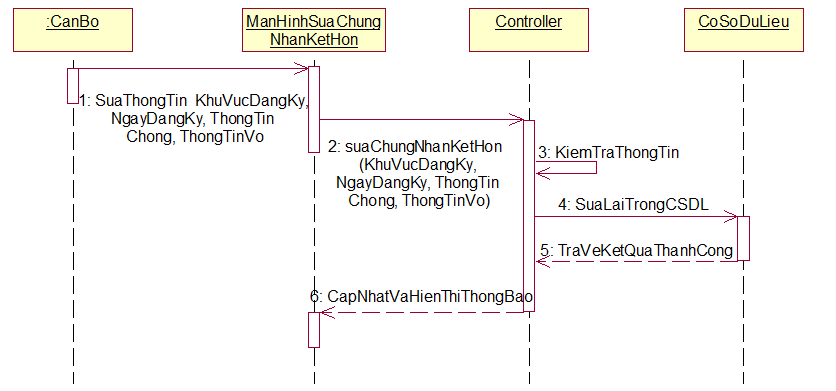 :CanBo
ManHinhSuaChung
NhanKetHon
Controller
CoSoDuLieu
1: SuaThongTin KhuVucDangKy,
NgayDangKy, ThongTin
Chong, ThongTinVo
2: suaChungNhanKetHon
(KhuVucDangKy,
NgayDangKy, ThongTin
Chong, ThongTinVo)
3: KiemTraThongTin
4: SuaLaiTrongCSDL
5: TraVeKetQuaThanhCong
6: CapNhatVaHienThiThongBao